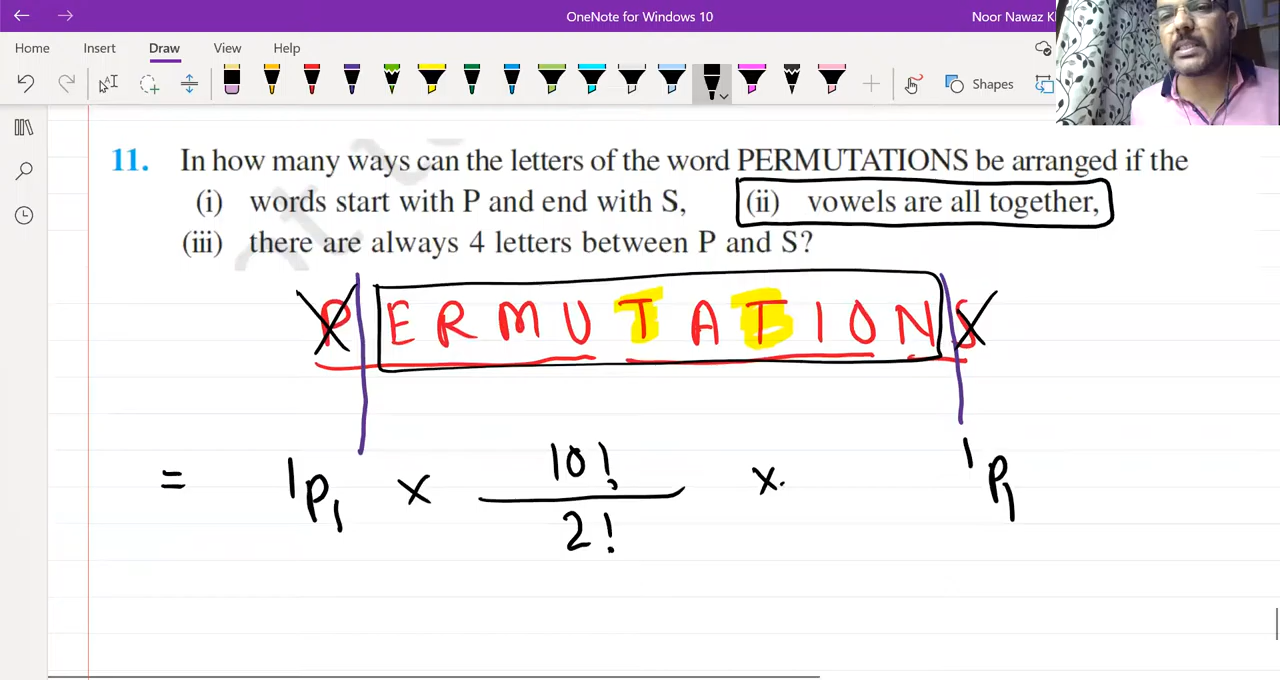 OneNote for Windows 10
Noor Nawaz K
Home Insert Draw View Help
Shapes
11. In how many ways can the letters of the word PERMUTATIONS be arranged if the
(i) words start with P and end with S, (ii) vowels are all together,
(iii) there are always 4 letters between P and S?
P E R M U T A T I O N S
= ¹P₁ × 10!/2! × ¹P₁